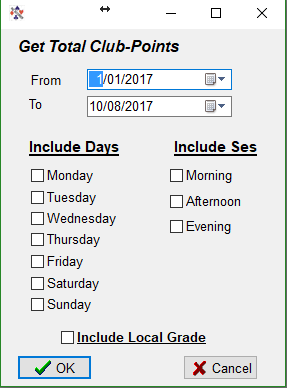 Get Total Club-Points
From 1/01/2017
To 10/08/2017
Include Days
Monday
Tuesday
Wednesday
Thursday
Friday
Saturday
Sunday
Include Ses
Morning
Afternoon
Evening
Include Local Grade
OK Cancel